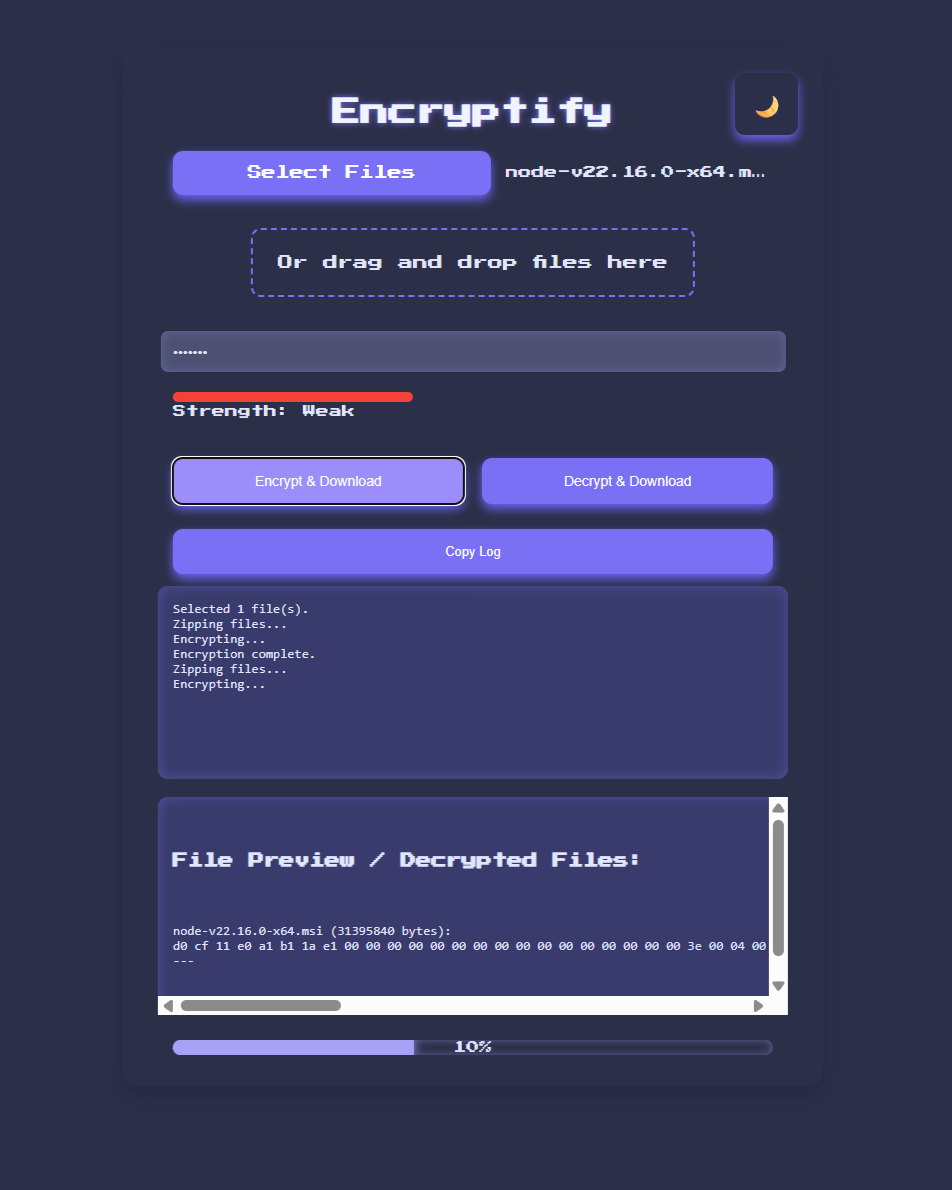 Encryptify
Select Files
node-v22.16.0-x64.m…
Or drag and drop files here
•••••••
Strength: Weak
Encrypt & Download
Decrypt & Download
Copy Log
Selected 1 file(s).
Zipping files...
Encrypting...
Encryption complete.
Zipping files...
Encrypting...
File Preview / Decrypted Files:
node-v22.16.0-x64.msi (31395840 bytes):
d0 cf 11 e0 a1 b1 1a e1 00 00 00 00 00 00 00 00 00 00 00 00 00 00 00 00 3e 00 04 00
---
10%